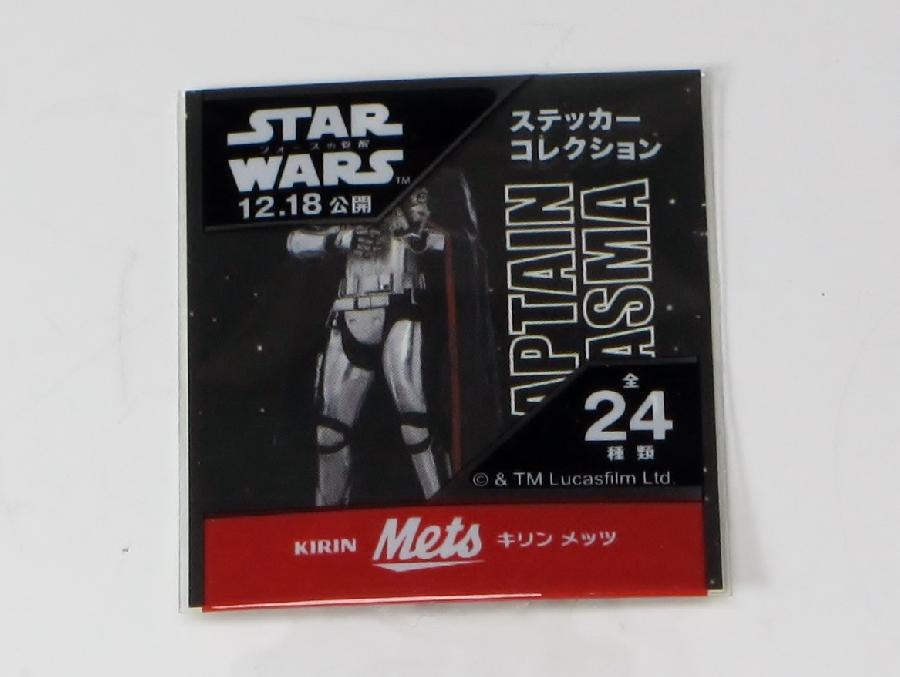 STAR
フォースの覚醒
WARS™
12.18 公開
ステッカー
コレクション
APTAIN
ASMA
全
24
種類
© & TM Lucasfilm Ltd.
KIRIN Mets キリン メッツ